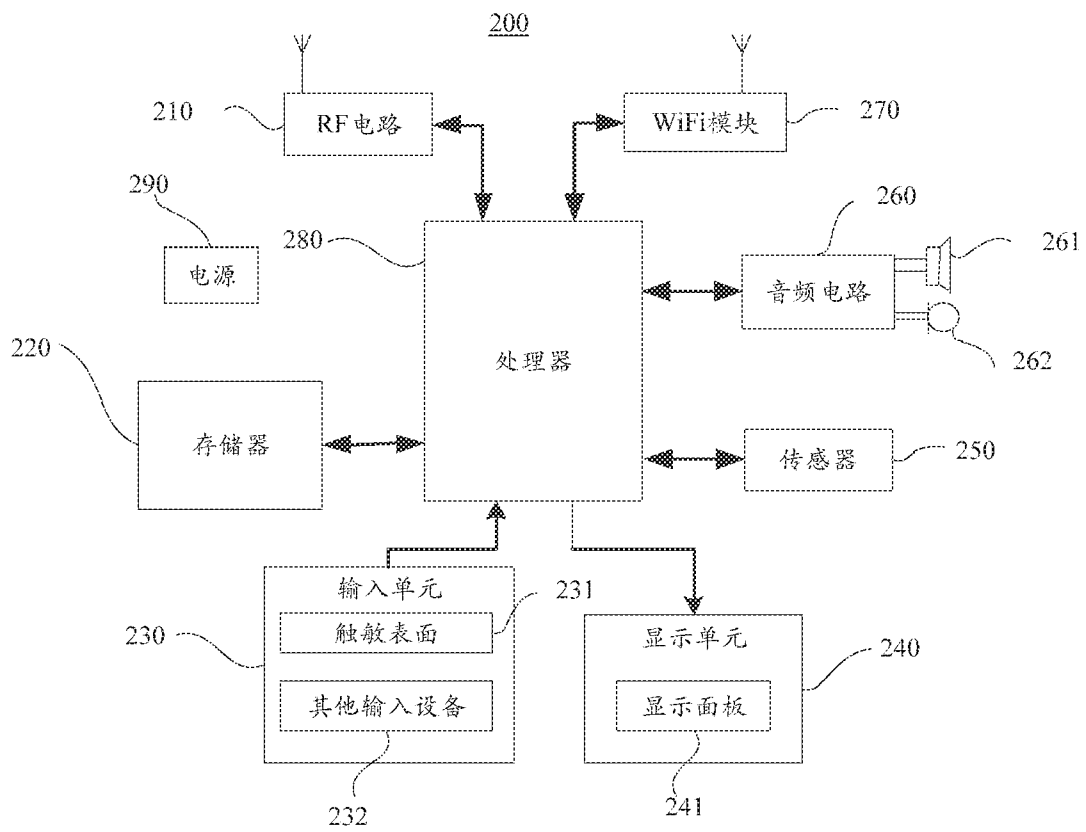 200
210
RF电路
WiFi模块
270
290
电源
280
260
261
音频电路
262
处理器
220
存储器
传感器
250
输入单元
231
触敏表面
230
其他输入设备
232
显示单元
240
显示面板
241